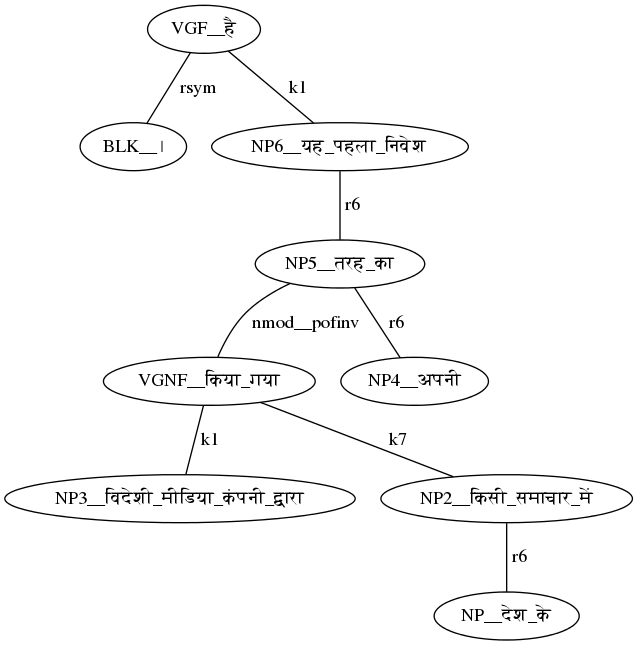 VGF__है
rsym k1
BLK__। NP6__यह_पहला_निवेश
r6
NP5__तरह_का
nmod__pofinv r6
VGNF__किया_गया NP4__अपनी
k1 k7
NP3__विदेशी_मीडिया_कंपनी_द्वारा NP2__किसी_समाचार_में
r6
NP__देश_के